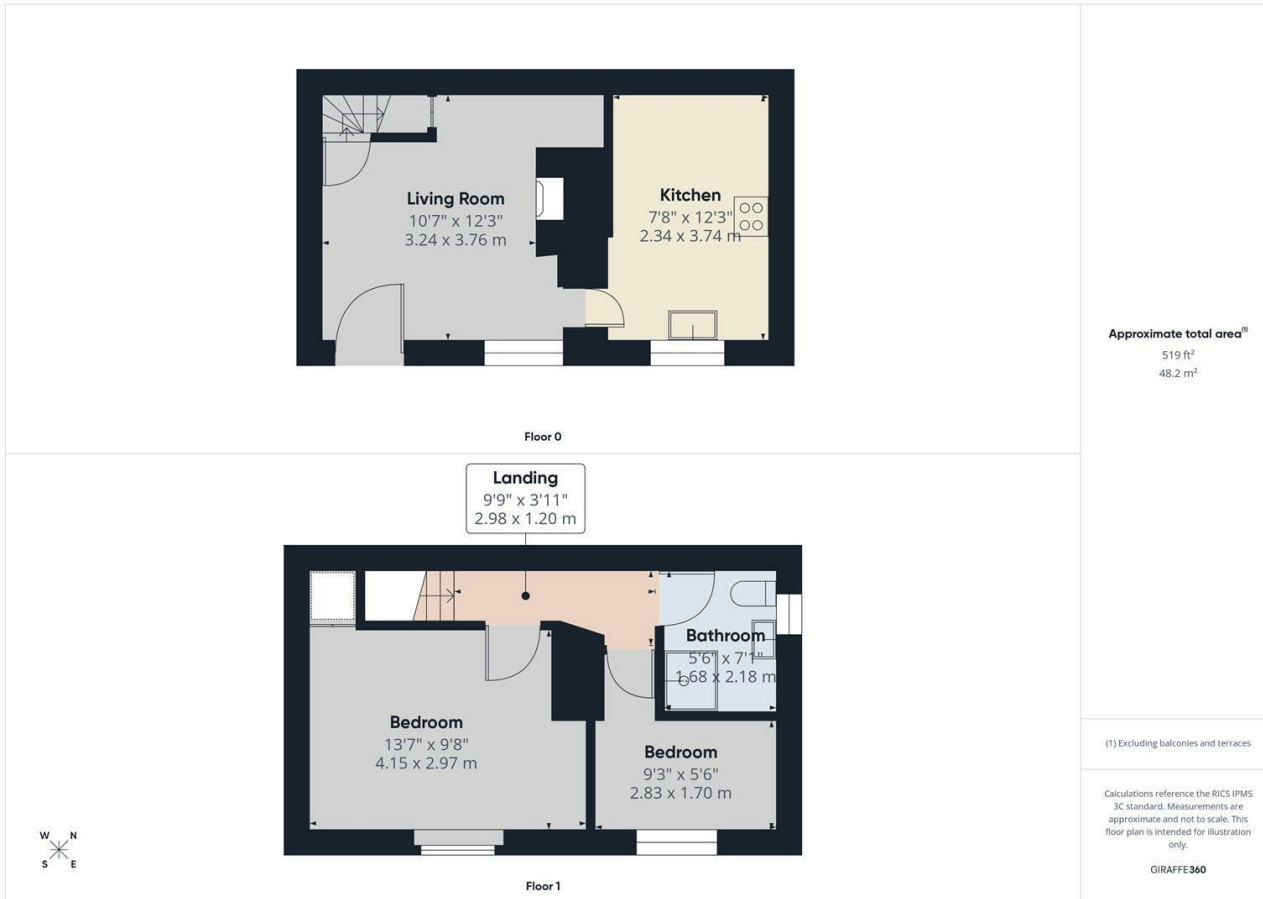 Living Room
10'7" x 12'3"
3.24 x 3.76 m
Kitchen
7'8" x 12'3"
2.34 x 3.74 m
Floor 0
Landing
9'9" x 3'11"
2.98 x 1.20 m
Bathroom
5'6" x 7'1"
1.68 x 2.18 m
Bedroom
13'7" x 9'8"
4.15 x 2.97 m
Bedroom
9'3" x 5'6"
2.83 x 1.70 m
W N
S E
Floor 1
Approximate total area(1)
519 ft²
48.2 m²
(1) Excluding balconies and terraces
Calculations reference the RICS IPMS
3C standard. Measurements are
approximate and not to scale. This
floor plan is intended for illustration
only.
GIRAFFE360